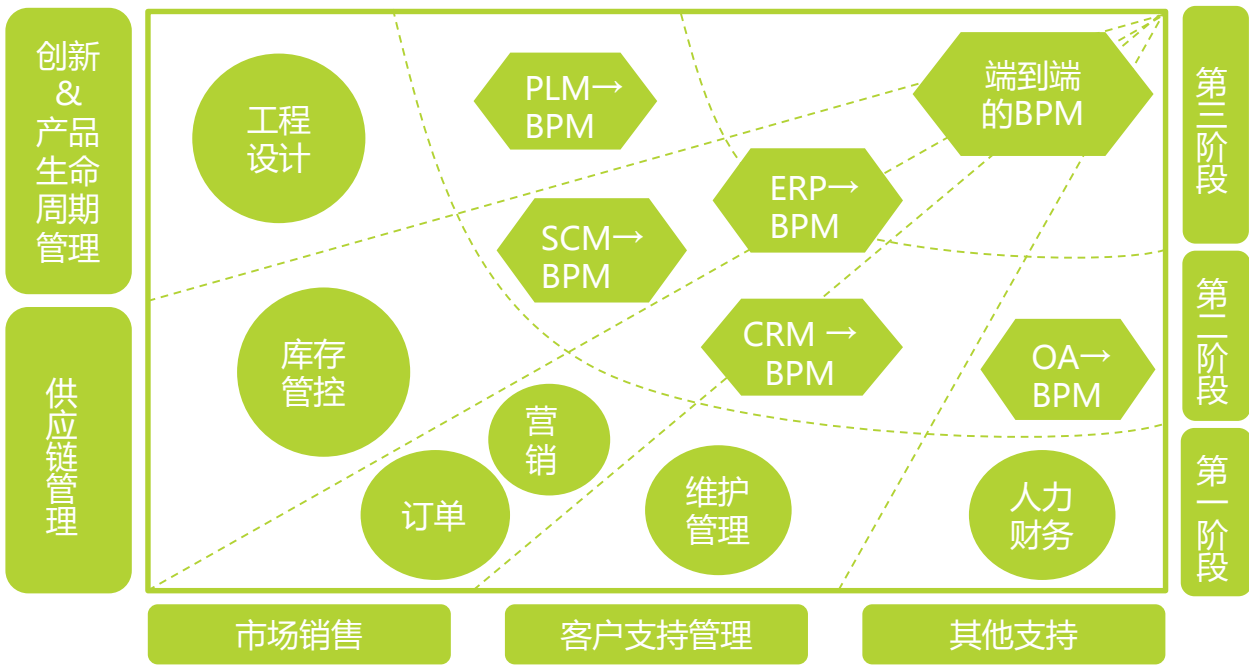 创新
&
产品
生命
周期
管理
供应链管理
工程
设计
PLM→
BPM
端到端
的BPM
ERP→
BPM
SCM→
BPM
库存
管控
CRM →
BPM
OA→
BPM
营
销
订单
维护
管理
人力
财务
第三阶段
第二阶段
第一阶段
市场销售
客户支持管理
其他支持